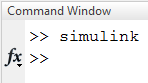 Command Window
>> simulink
fx >>